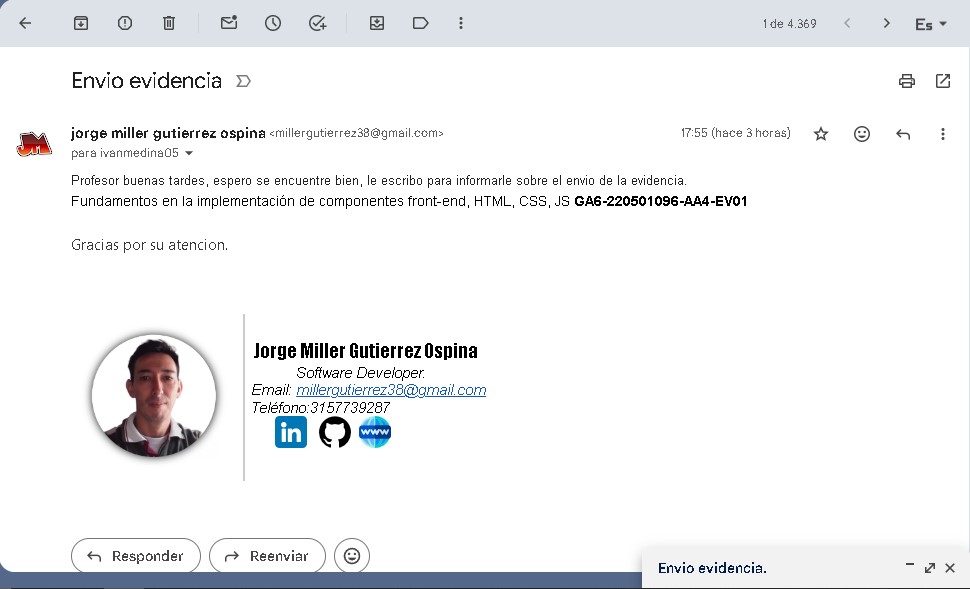 1 de 4.369
Es
Envio evidencia
jorge miller gutierrez ospina <millergutierrez38@gmail.com>
17:55 (hace 3 horas)
para ivanmedina05
Profesor buenas tardes, espero se encuentre bien, le escribo para informarle sobre el envio de la evidencia.
Fundamentos en la implementación de componentes front-end, HTML, CSS, JS GA6-220501096-AA4-EV01
Gracias por su atencion.
Jorge Miller Gutierrez Ospina
Software Developer.
Email: millergutierrez38@gmail.com
Teléfono:3157739287
in
www
Responder
Reenviar
Envio evidencia.